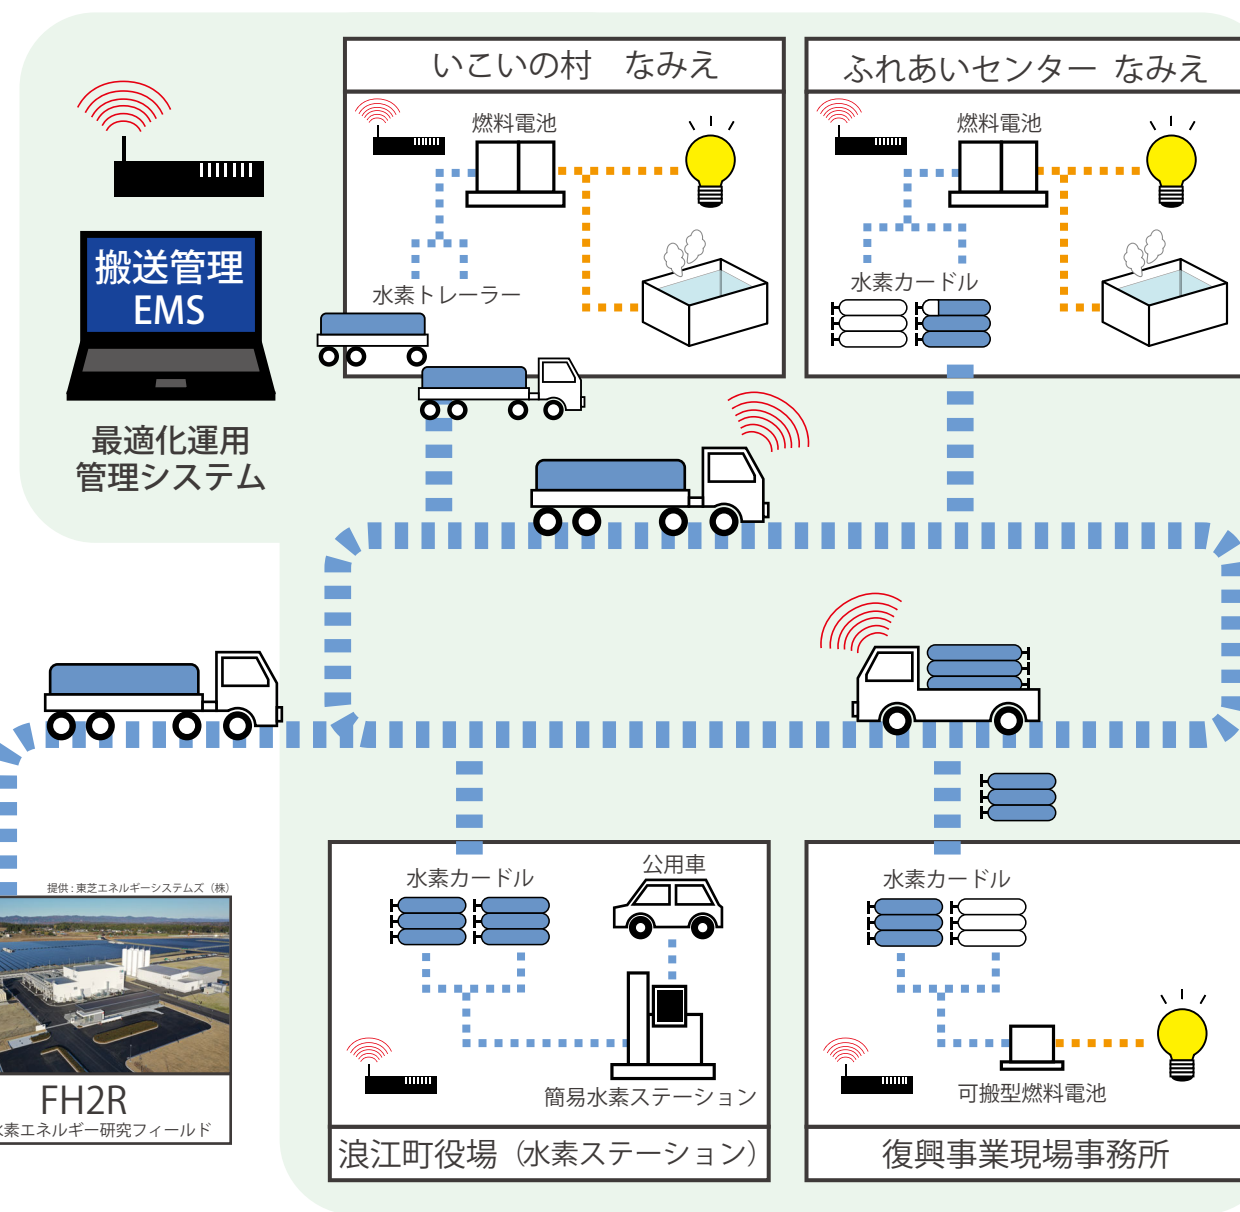 いこいの村　なみえ
ふれあいセンター なみえ
燃料電池
燃料電池
搬送管理
EMS
水素トレーラー
水素カードル
最適化運用
管理システム
提供：東芝エネルギーシステムズ（株）
FH2R
水素エネルギー研究フィールド
水素カードル
公用車
簡易水素ステーション
浪江町役場（水素ステーション）
水素カードル
可搬型燃料電池
復興事業現場事務所